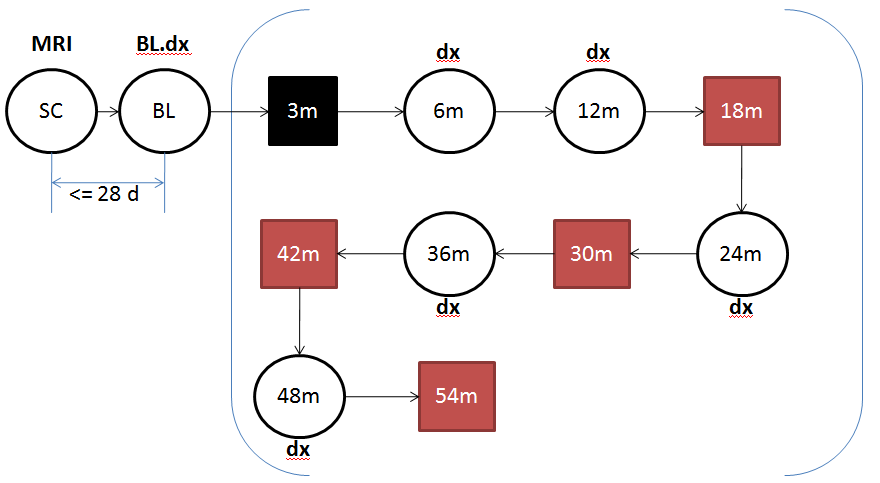 MRI
BL.dx
dx
dx
SC
BL
3m
6m
12m
18m
<= 28 d
42m
36m
30m
24m
dx
dx
48m
54m
dx